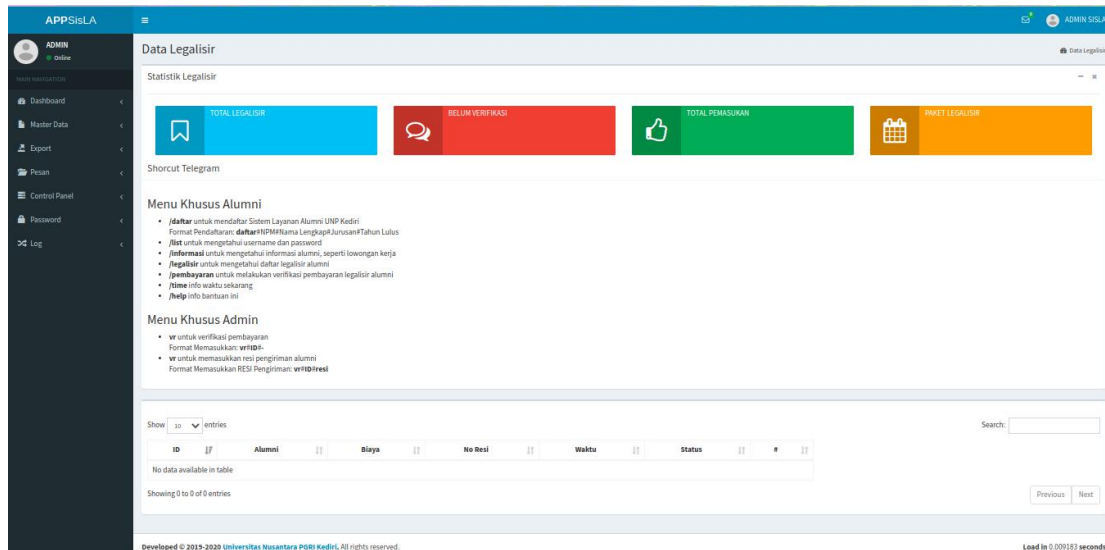 APPSisLA
ADMIN SISLA
ADMIN
Online
MAIN NAVIGATION
Dashboard
Master Data
Export
Pesan
Control Panel
Password
Log
Data Legalisir
Data Legalisir
Statistik Legalisir
TOTAL LEGALISIR
BELUM VERIFIKASI
TOTAL PEMASUKAN
PAKET LEGALISIR
Shorcut Telegram
Menu Khusus Alumni
/daftar untuk mendaftar Sistem Layanan Alumni UNP Kediri
Format Pendaftaran: daftar#NPM#Nama Lengkap#Jurusan#Tahun Lulus
/list untuk mengetahui username dan password
/informasi untuk mengetahui informasi alumni, seperti lowongan kerja
/legalisir untuk mengetahui daftar legalisir alumni
/pembayaran untuk melakukan verifikasi pembayaran legalisir alumni
/time info waktu sekarang
/help info bantuan ini
Menu Khusus Admin
vr untuk verifikasi pembayaran
Format Memasukkan: vr#ID#-
vr untuk memasukkan resi pengiriman alumni
Format Memasukkan RESI Pengiriman: vr#ID#resi
Show 10 entries
Search:
ID Alumni Biaya No Resi Waktu Status #
No data available in table
Showing 0 to 0 of 0 entries
Previous Next
Developed © 2019-2020 Universitas Nusantara PGRI Kediri. All rights reserved.
Load in 0.009183 seconds